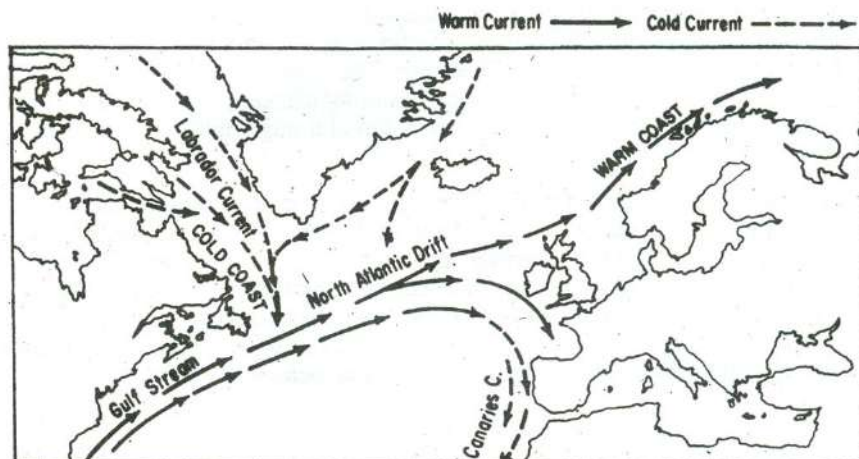 Warm Current Cold Current
Labrador Current
COLD COAST
WARM COAST
North Atlantic Drift
Gulf Stream
Canaries C.